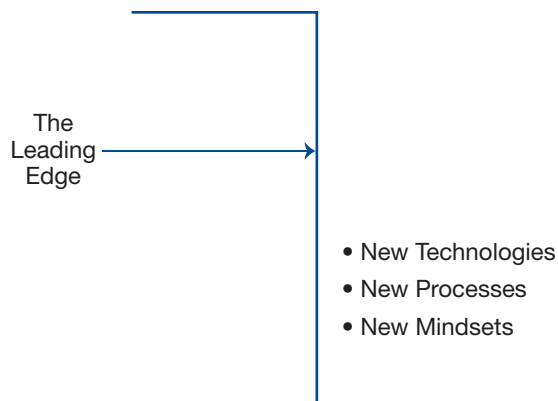 The
Leading
Edge
• New Technologies
• New Processes
• New Mindsets